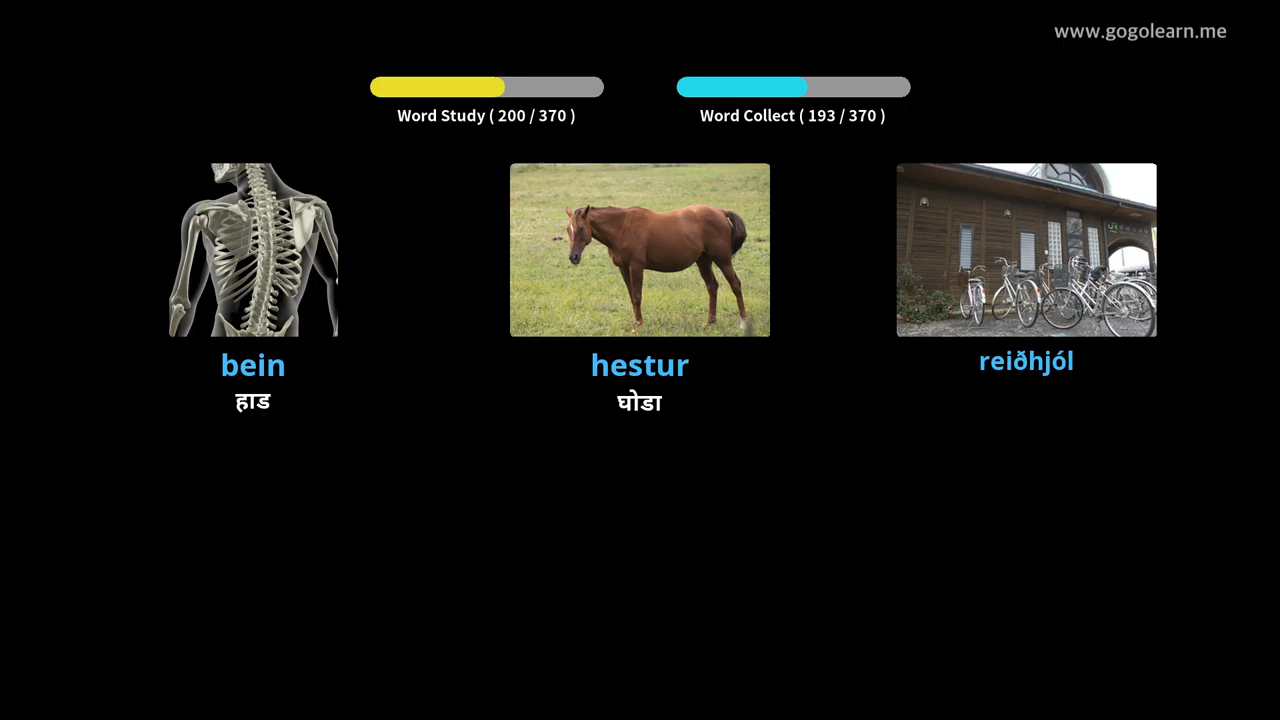 www.gogolearn.me
Word Study ( 200 / 370 )
Word Collect ( 193 / 370 )
bein
हाड
hestur
घोडा
reiðhjól